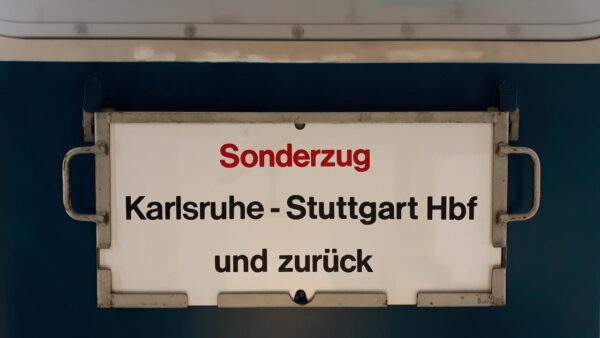 Sonderzug
Karlsruhe - Stuttgart Hbf
und zurück